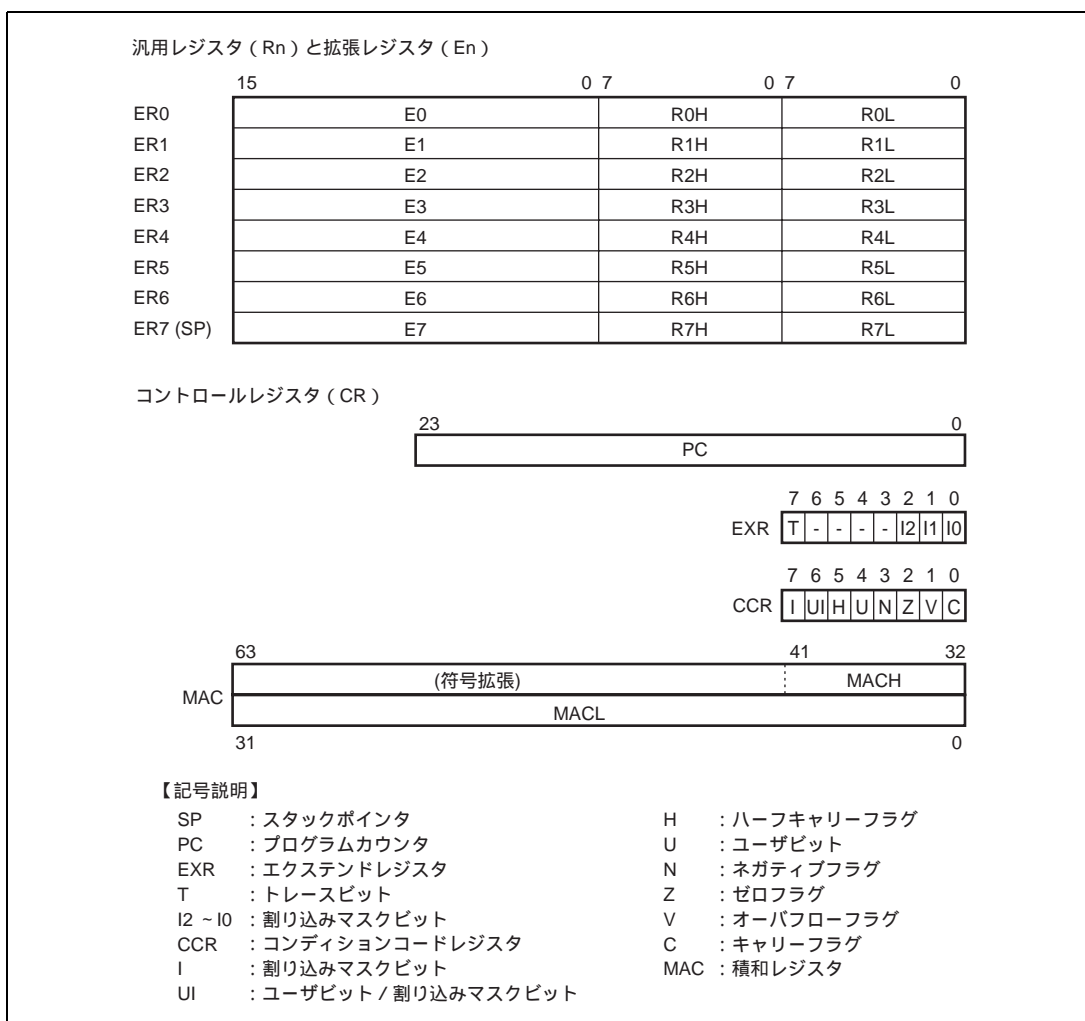 汎用レジスタ(Rn)と拡張レジスタ(En)
15 0 7 0 7 0
ER0 E0 R0H R0L
ER1 E1 R1H R1L
ER2 E2 R2H R2L
ER3 E3 R3H R3L
ER4 E4 R4H R4L
ER5 E5 R5H R5L
ER6 E6 R6H R6L
ER7 (SP) E7 R7H R7L
コントロールレジスタ(CR)
23 0
PC
7 6 5 4 3 2 1 0
EXR T - - - - I2 I1 I0
7 6 5 4 3 2 1 0
CCR I UI H U N Z V C
63 41 32
MAC (符号拡張) MACH
MACL
31 0
【記号説明】
SP :スタックポインタ
PC :プログラムカウンタ
EXR :エクステンドレジスタ
T :トレースビット
I2 ~ I0 :割り込みマスクビット
CCR :コンディションコードレジスタ
I :割り込みマスクビット
UI :ユーザビット / 割り込みマスクビット
H :ハーフキャリーフラグ
U :ユーザビット
N :ネガティブフラグ
Z :ゼロフラグ
V :オーバフローフラグ
C :キャリーフラグ
MAC :積和レジスタ